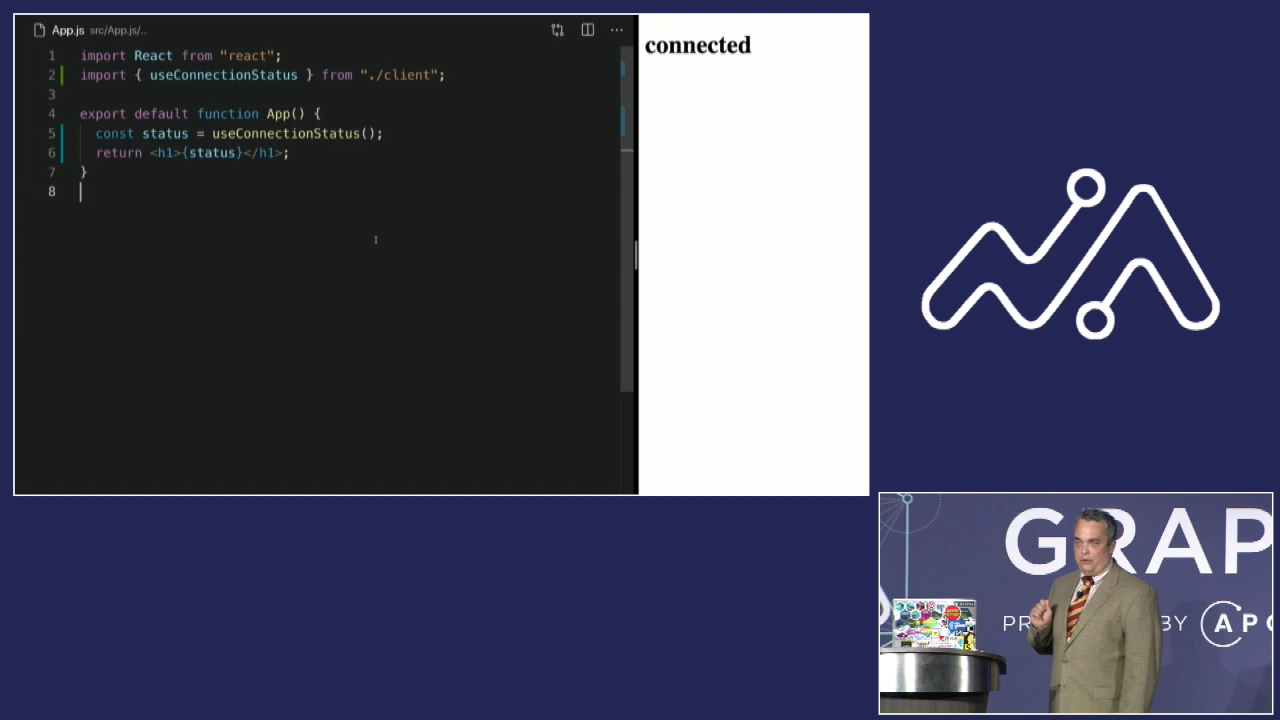 App.js src/App.js/...
1 import React from "react";
2 import { useConnectionStatus } from "./client";
3
4 export default function App() {
5 const status = useConnectionStatus();
6 return <h1>{status}</h1>;
7 }
8
connected
GRAP
PR
BY APO